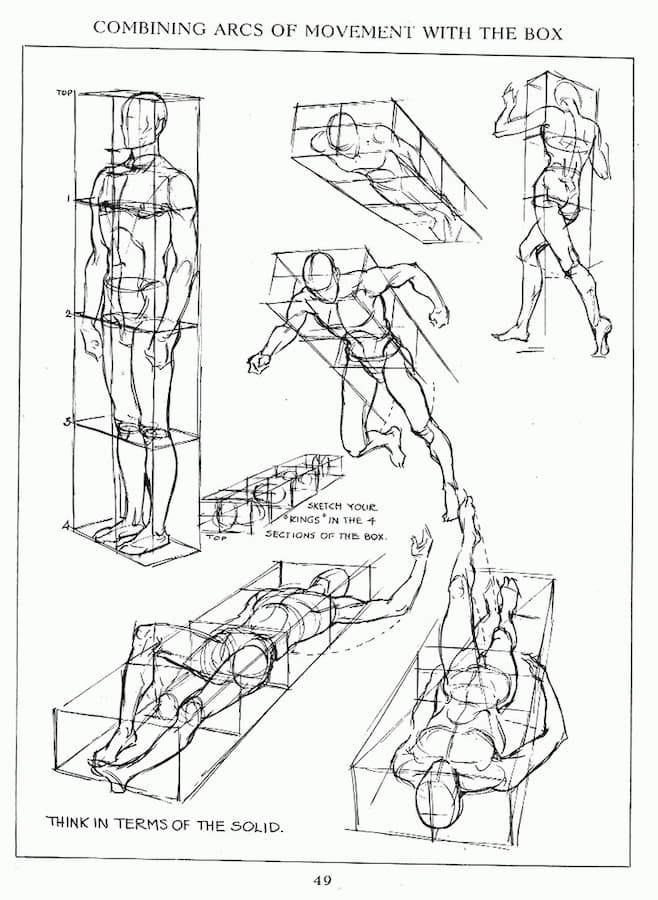 COMBINING ARCS OF MOVEMENT WITH THE BOX
TOP
1
2
3
4
SKETCH YOUR
"RINGS" IN THE 4
SECTIONS OF THE BOX.
TOP
THINK IN TERMS OF THE SOLID.
49